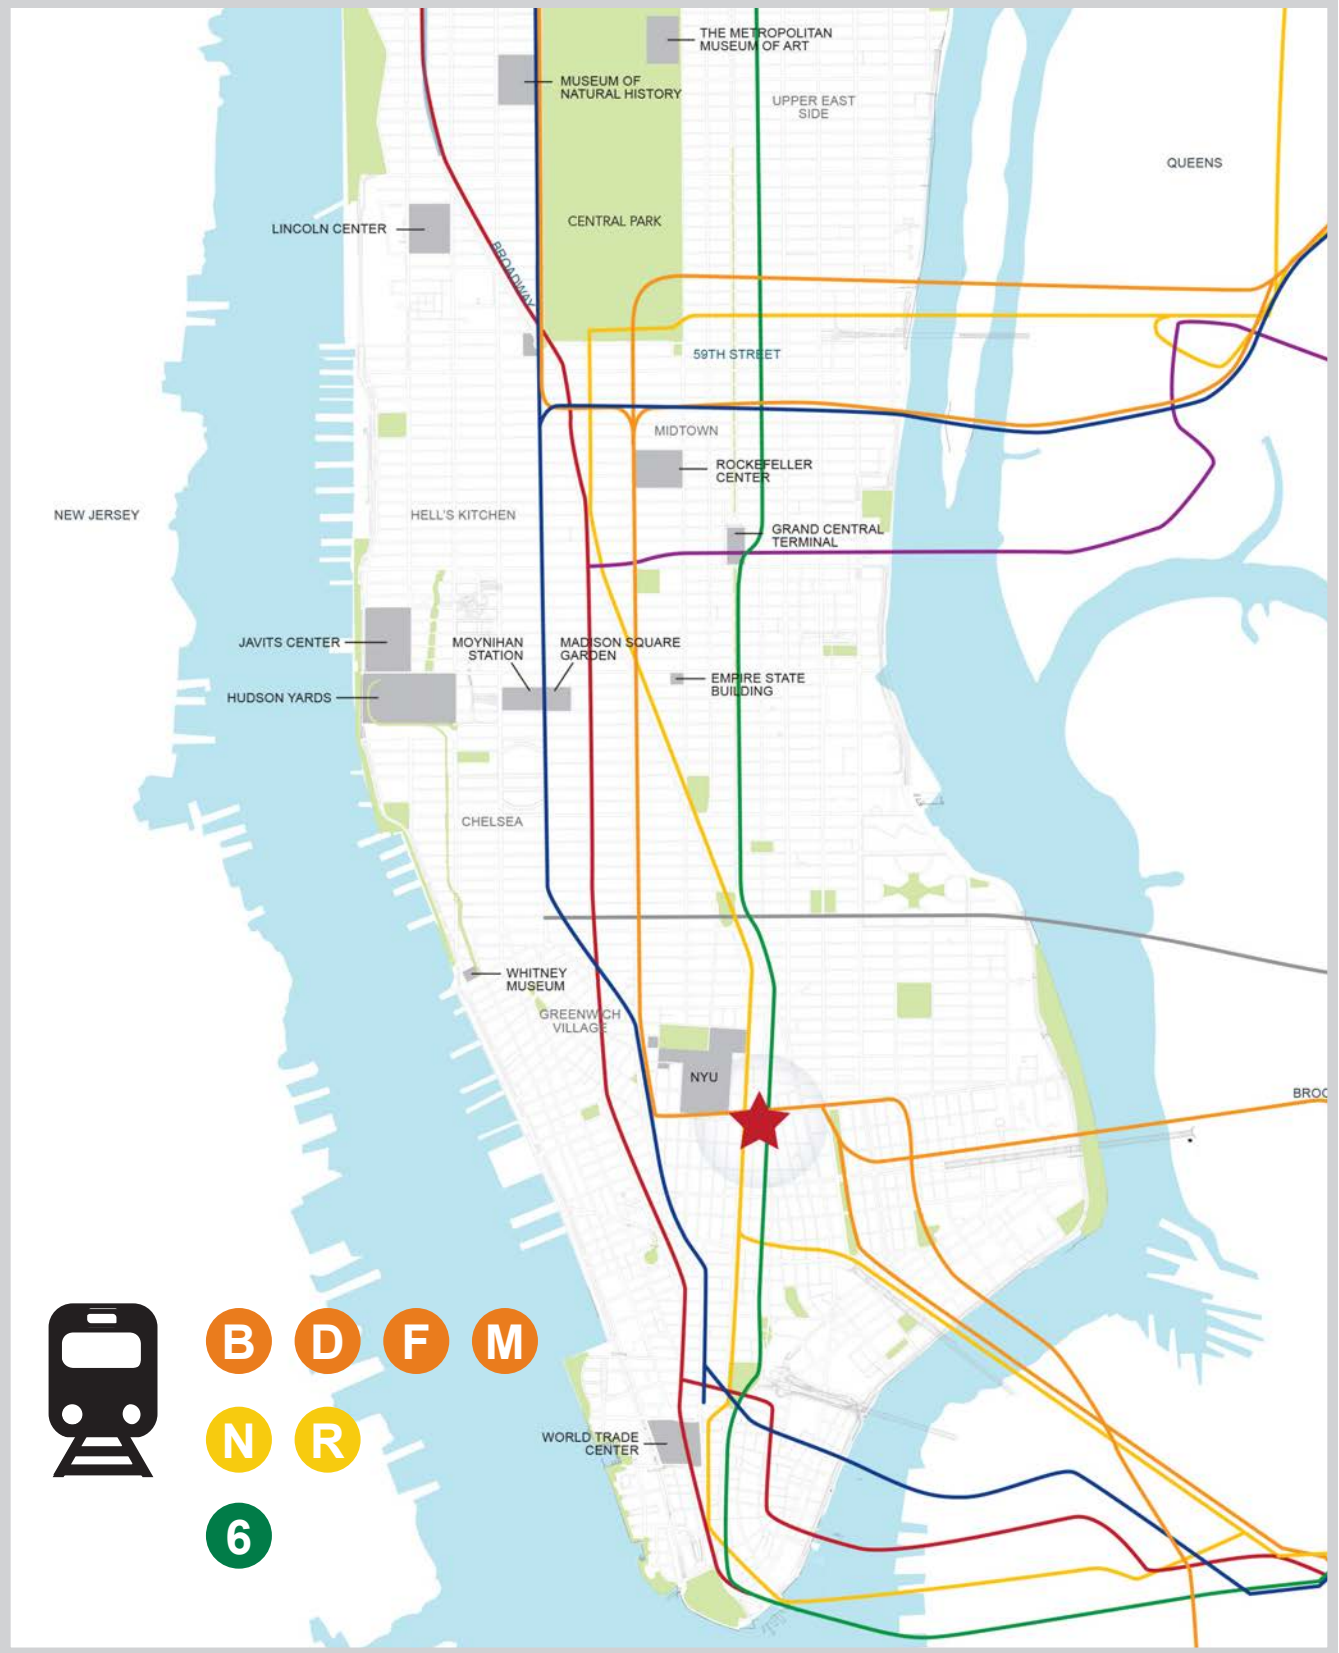 THE METROPOLITAN
MUSEUM OF ART
MUSEUM OF
NATURAL HISTORY
UPPER EAST
SIDE
QUEENS
CENTRAL PARK
LINCOLN CENTER
BROADWAY
59TH STREET
MIDTOWN
ROCKEFELLER
CENTER
NEW JERSEY
HELL'S KITCHEN
GRAND CENTRAL
TERMINAL
JAVITS CENTER
MOYNIHAN
STATION
MADISON SQUARE
GARDEN
HUDSON YARDS
EMPIRE STATE
BUILDING
CHELSEA
WHITNEY
MUSEUM
GREENWICH
VILLAGE
NYU
BROO
B D F M
N R
WORLD TRADE
CENTER
6